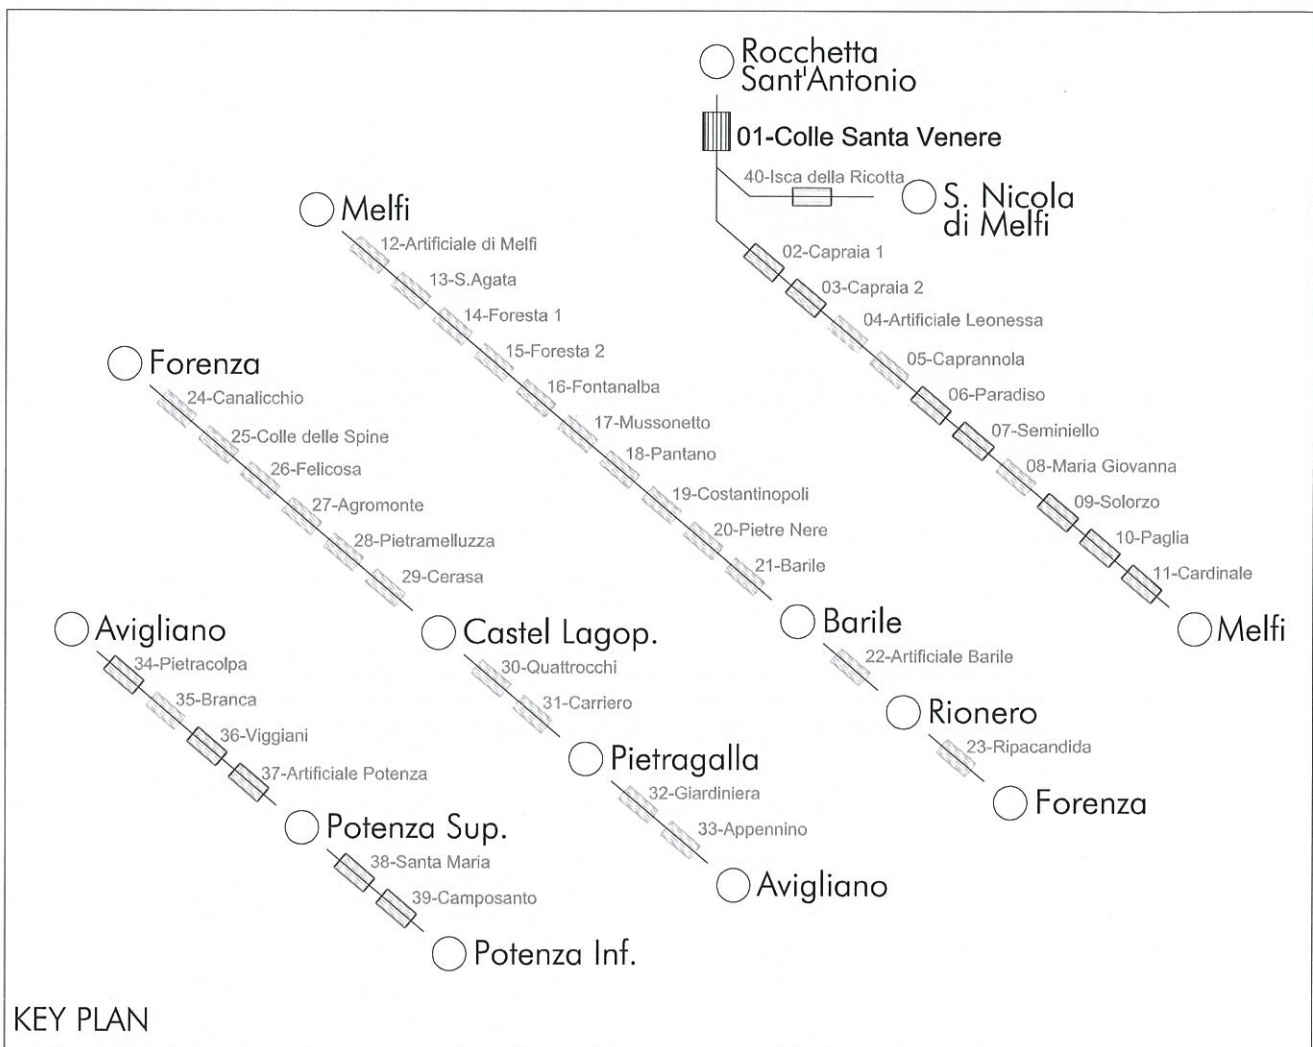 Rocchetta
Sant'Antonio
01-Colle Santa Venere
40-Isca della Ricotta
S. Nicola
di Melfi
02-Capraia 1
03-Capraia 2
04-Artificiale Leonessa
05-Caprannola
06-Paradiso
07-Seminiello
08-Maria Giovanna
09-Solorzo
10-Paglia
11-Cardinale
Melfi
Melfi
12-Artificiale di Melfi
13-S.Agata
14-Foresta 1
15-Foresta 2
16-Fontanalba
17-Mussonetto
18-Pantano
19-Costantinopoli
20-Pietre Nere
21-Barile
Barile
22-Artificiale Barile
Rionero
23-Ripacandida
Forenza
Forenza
24-Canalicchio
25-Colle delle Spine
26-Felicosa
27-Agromonte
28-Pietramelluzza
29-Cerasa
Castel Lagop.
30-Quattrocchi
31-Carriero
Pietragalla
32-Giardiniera
33-Appennino
Avigliano
Avigliano
34-Pietracolpa
35-Branca
36-Viggiani
37-Artificiale Potenza
Potenza Sup.
38-Santa Maria
39-Camposanto
Potenza Inf.
KEY PLAN